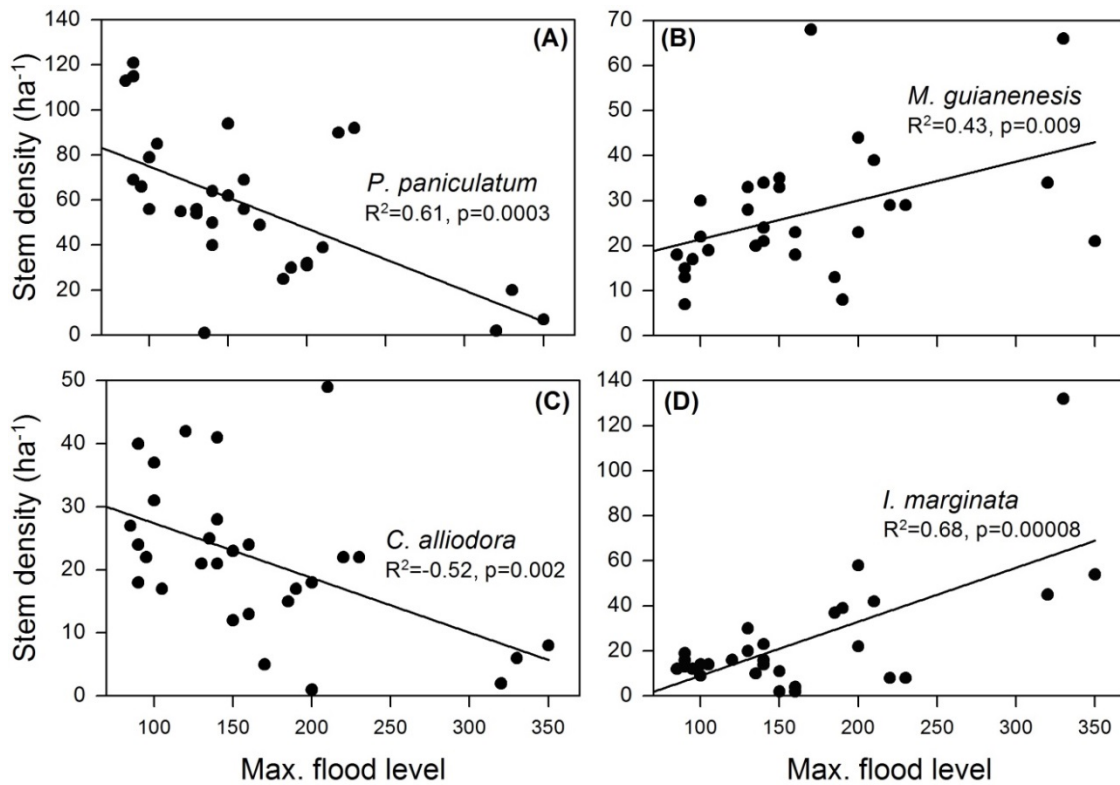 140
120
100
80
60
40
20
0
Stem density (ha⁻¹)
(A)
P. paniculatum
R²=0.61, p=0.0003
70
60
50
40
30
20
10
0
(B)
M. guianenesis
R²=0.43, p=0.009
50
40
30
20
10
0
Stem density (ha⁻¹)
(C)
C. alliodora
R²=-0.52, p=0.002
100 150 200 250 300 350
Max. flood level
140
120
100
80
60
40
20
0
(D)
I. marginata
R²=0.68, p=0.00008
100 150 200 250 300 350
Max. flood level